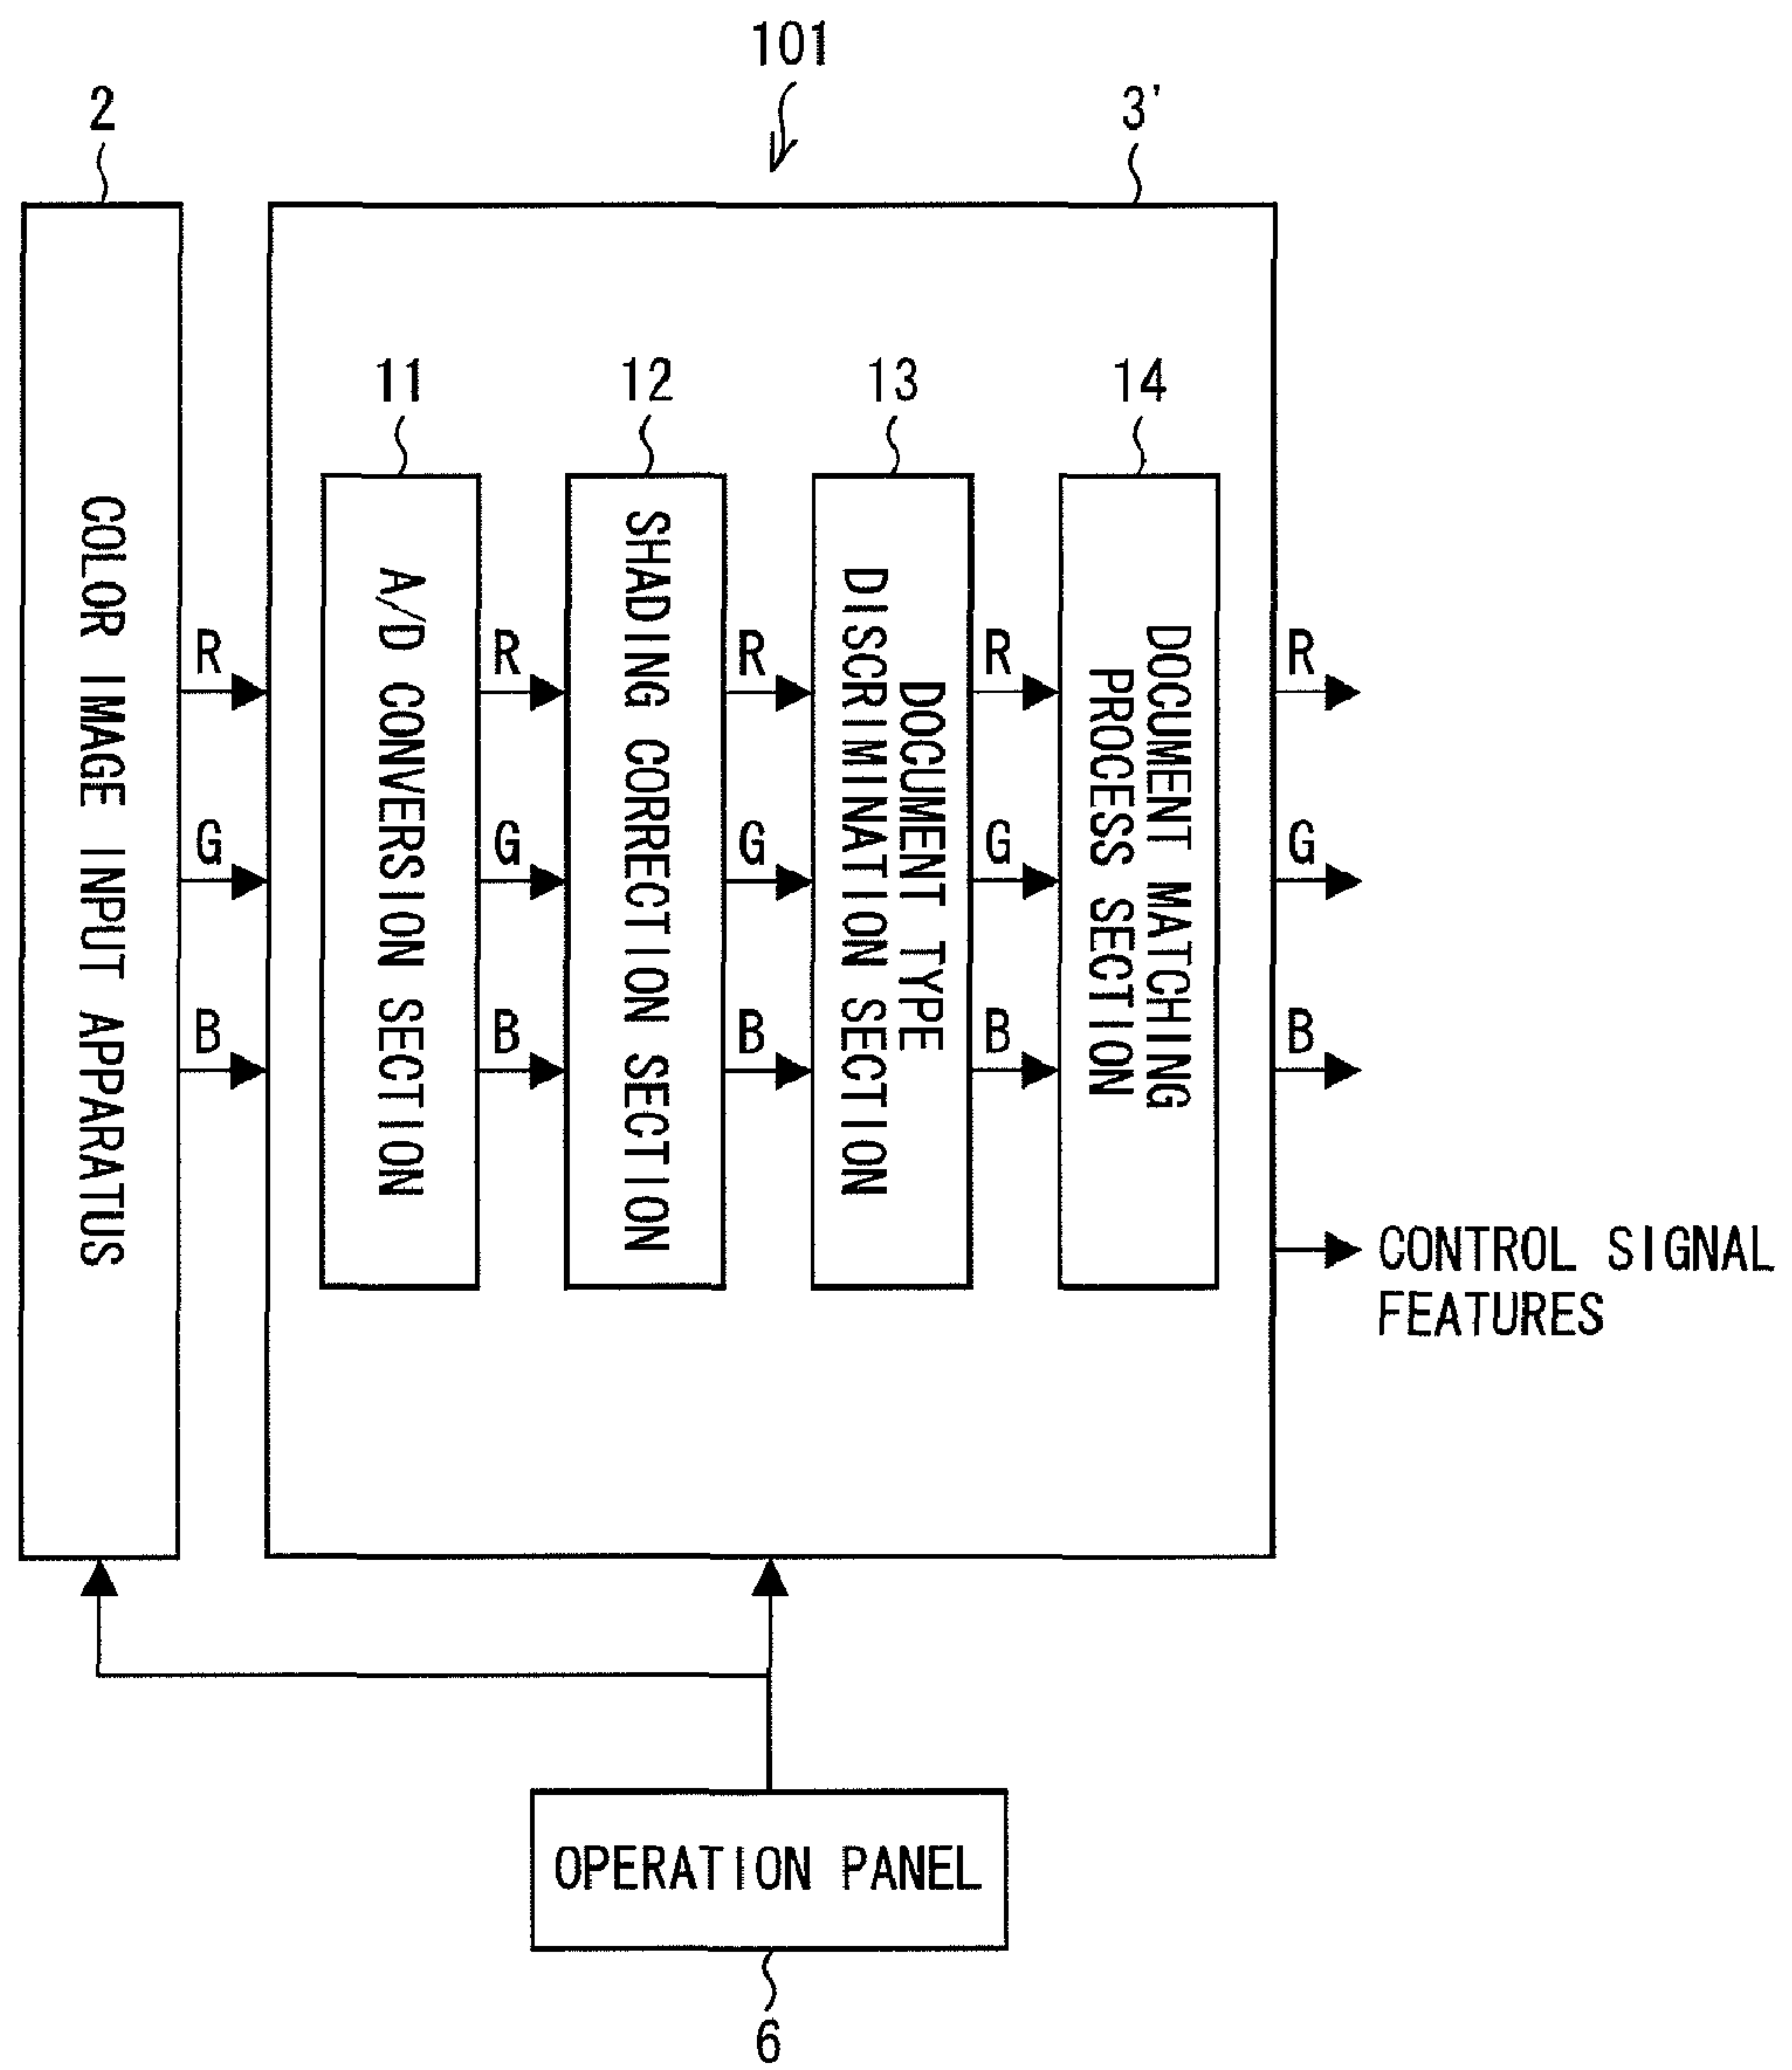 101
2
3'
11
12
13
14
COLOR IMAGE INPUT APPARATUS
A/D CONVERSION SECTION
SHADING CORRECTION SECTION
DOCUMENT TYPE
DISCRIMINATION SECTION
DOCUMENT MATCHING
PROCESS SECTION
R
R
R
R
R
G
G
G
G
G
B
B
B
B
B
CONTROL SIGNAL
FEATURES
OPERATION PANEL
6